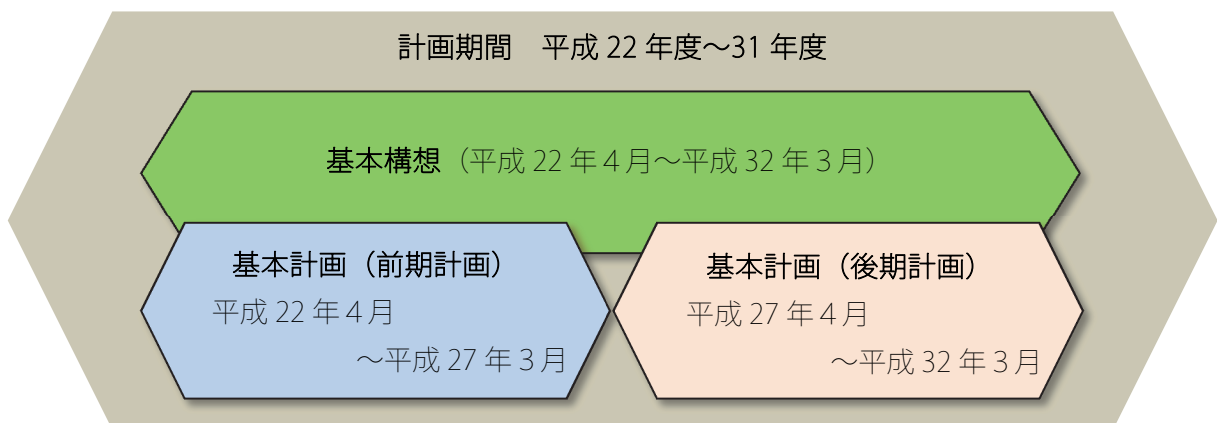 計画期間　平成 22 年度～31 年度
基本構想（平成 22 年４月～平成 32 年３月）
基本計画（前期計画）
平成 22 年４月
～平成 27 年３月
基本計画（後期計画）
平成 27 年４月
～平成 32 年３月